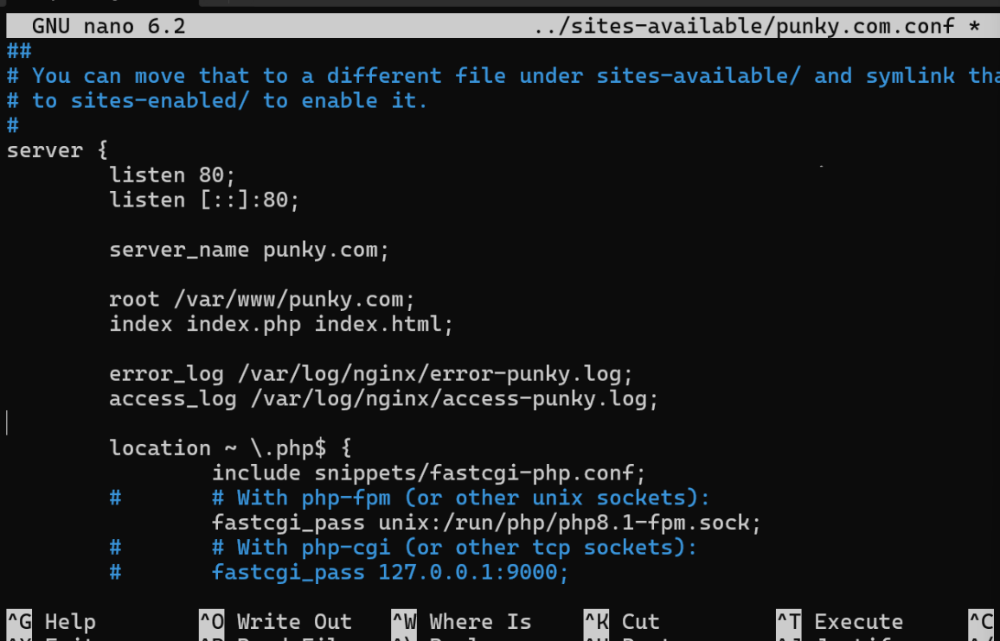 GNU nano 6.2 ../sites-available/punky.com.conf *
##
# You can move that to a different file under sites-available/ and symlink tha
# to sites-enabled/ to enable it.
#
server {
listen 80;
listen [::]:80;
server_name punky.com;
root /var/www/punky.com;
index index.php index.html;
error_log /var/log/nginx/error-punky.log;
access_log /var/log/nginx/access-punky.log;
location ~ \.php$ {
include snippets/fastcgi-php.conf;
# # With php-fpm (or other unix sockets):
fastcgi_pass unix:/run/php/php8.1-fpm.sock;
# # With php-cgi (or other tcp sockets):
# fastcgi_pass 127.0.0.1:9000;
^G Help ^O Write Out ^W Where Is ^K Cut ^T Execute ^C